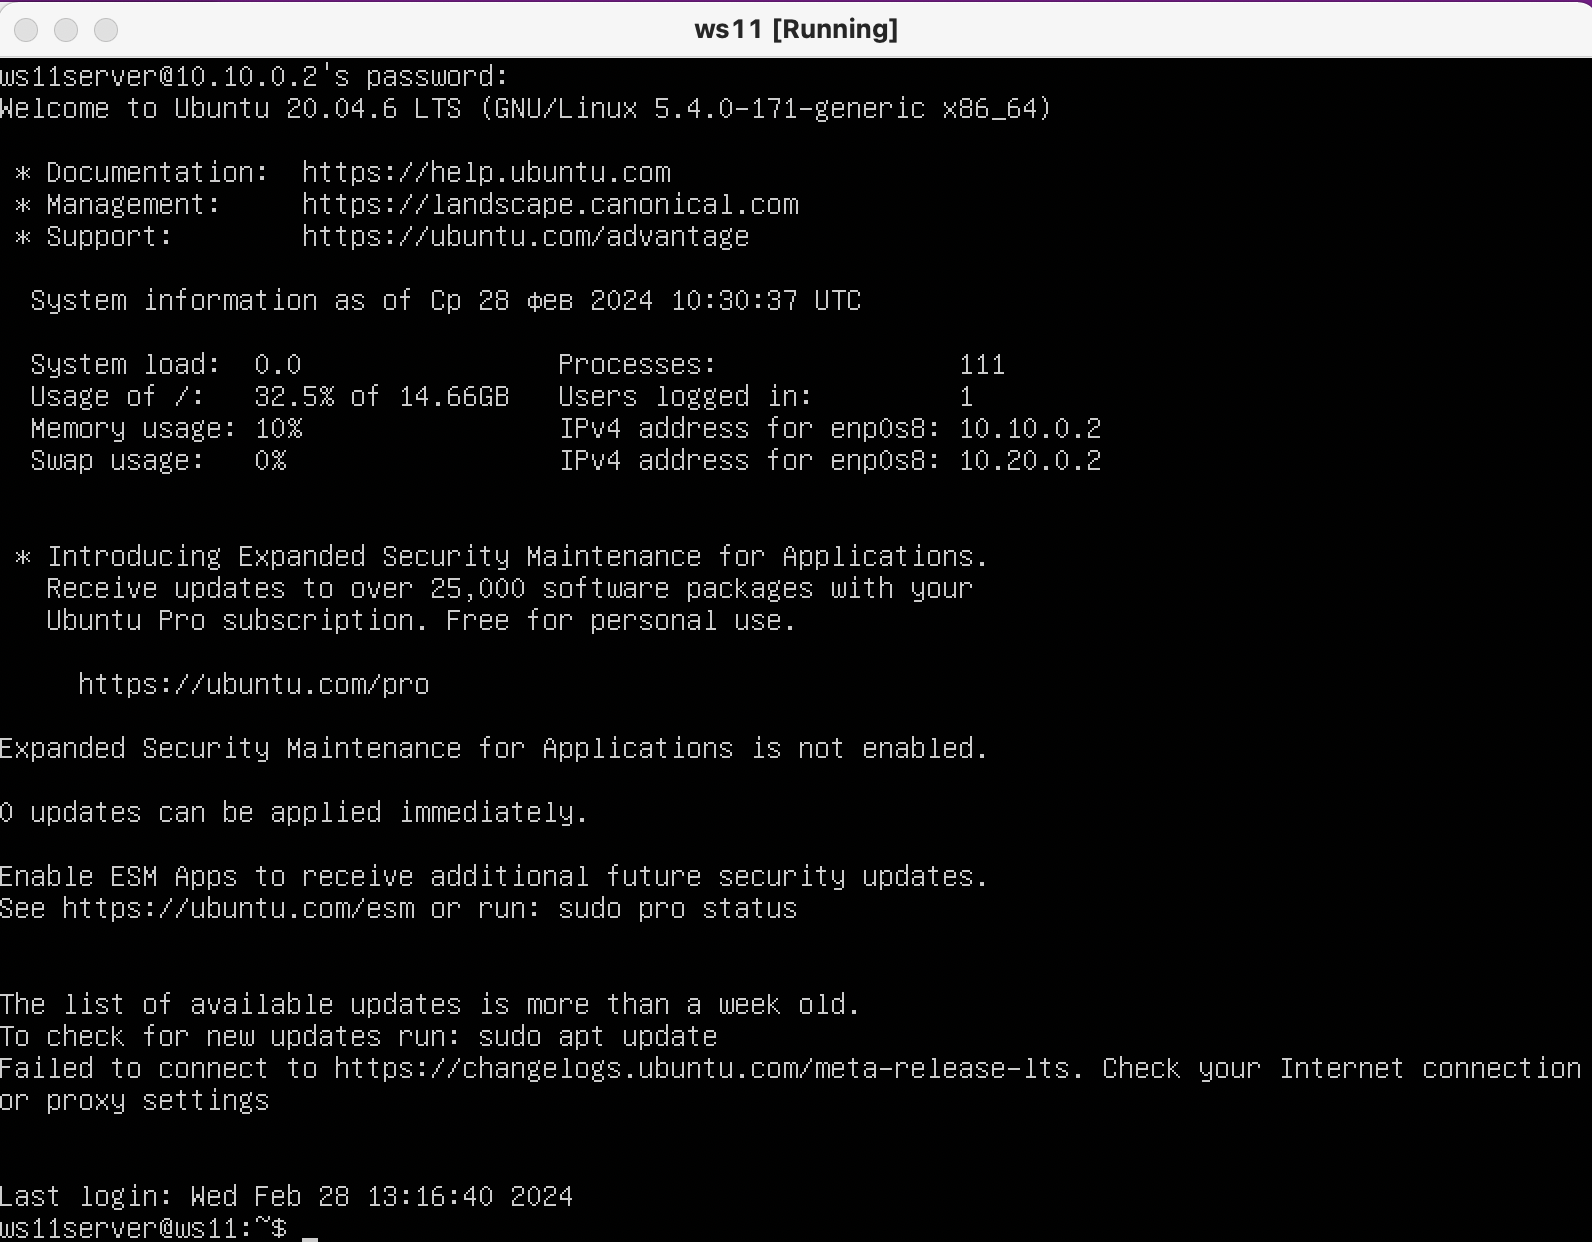 ws11 [Running]
ws11server@10.10.0.2's password:
Welcome to Ubuntu 20.04.6 LTS (GNU/Linux 5.4.0-171-generic x86_64)
* Documentation:  https://help.ubuntu.com
* Management:     https://landscape.canonical.com
* Support:        https://ubuntu.com/advantage
System information as of Ср 28 фев 2024 10:30:37 UTC
System load:  0.0                Processes:               111
Usage of /:   32.5% of 14.66GB   Users logged in:         1
Memory usage: 10%                IPv4 address for enp0s8: 10.10.0.2
Swap usage:   0%                 IPv4 address for enp0s8: 10.20.0.2
* Introducing Expanded Security Maintenance for Applications.
Receive updates to over 25,000 software packages with your
Ubuntu Pro subscription. Free for personal use.
https://ubuntu.com/pro
Expanded Security Maintenance for Applications is not enabled.
0 updates can be applied immediately.
Enable ESM Apps to receive additional future security updates.
See https://ubuntu.com/esm or run: sudo pro status
The list of available updates is more than a week old.
To check for new updates run: sudo apt update
Failed to connect to https://changelogs.ubuntu.com/meta-release-lts. Check your Internet connection
or proxy settings
Last login: Wed Feb 28 13:16:40 2024
ws11server@ws11:~$